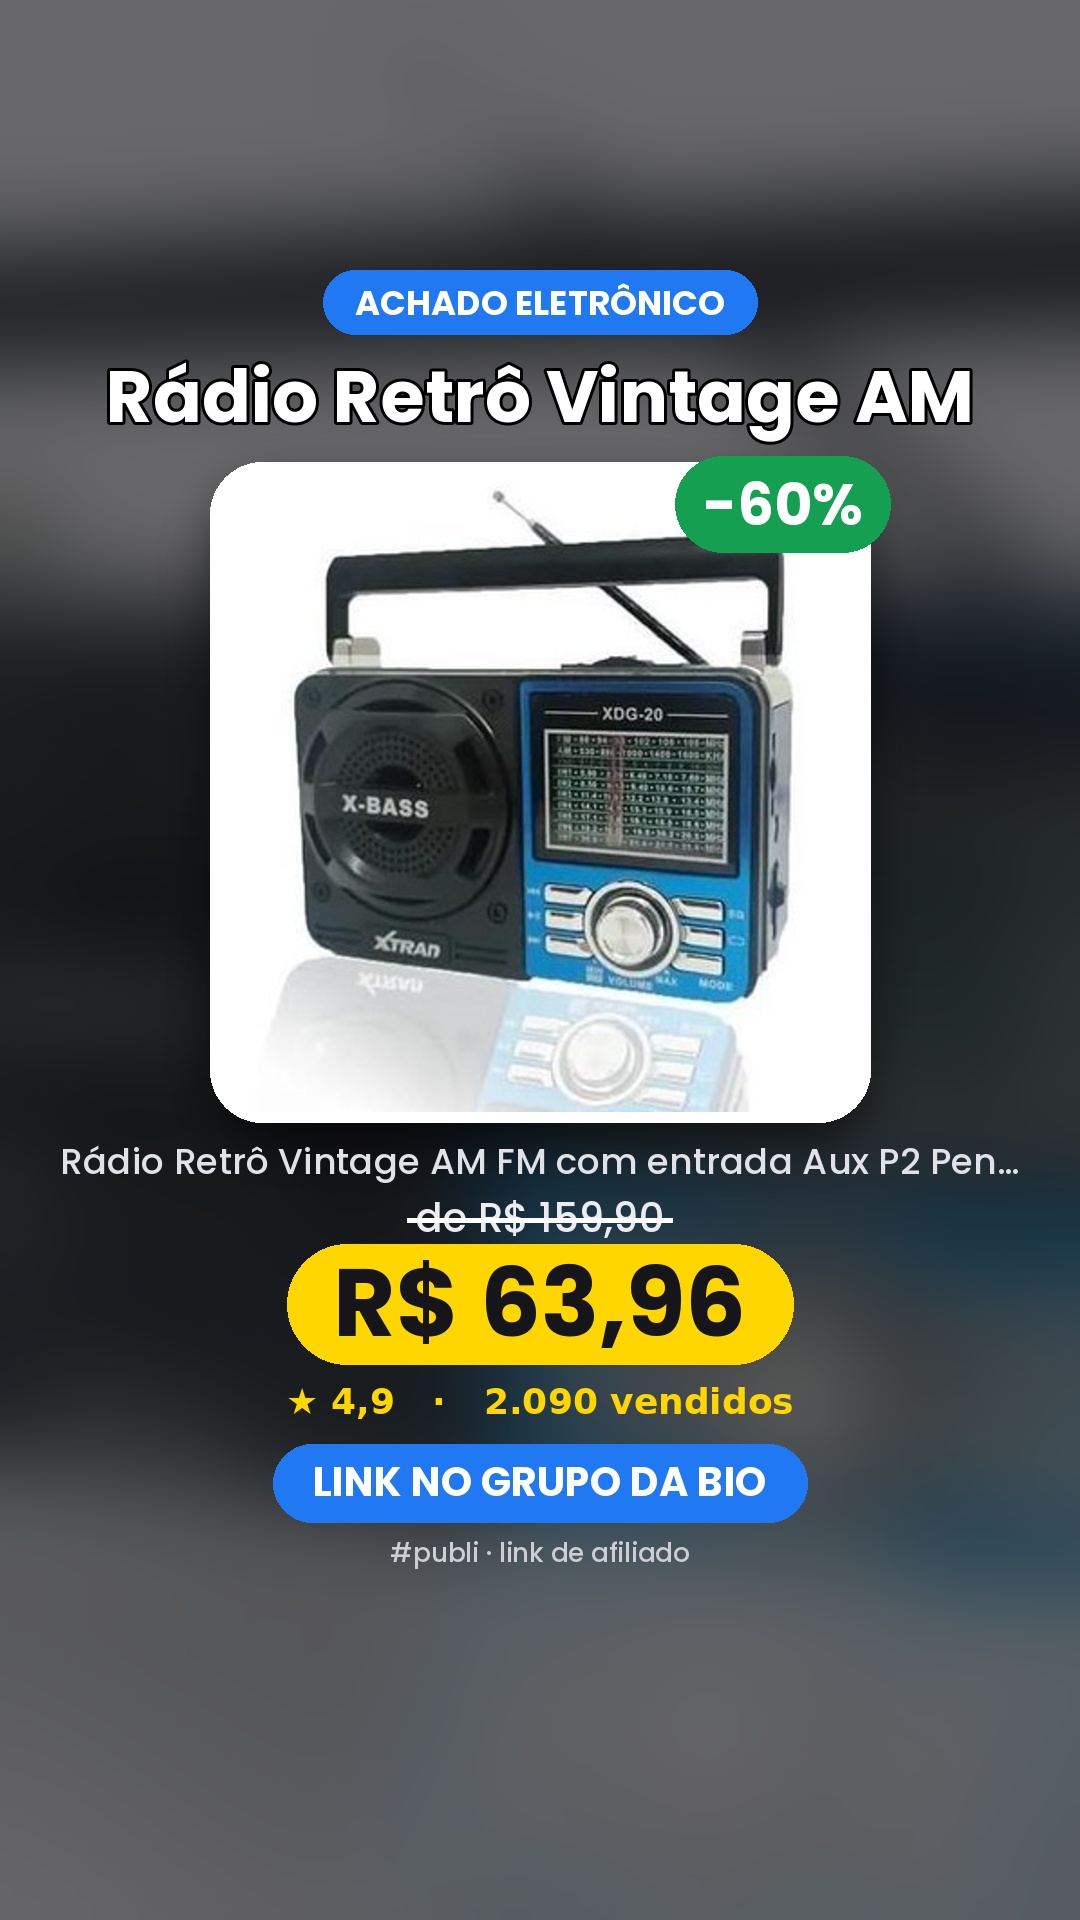 ACHADO ELETRÔNICO
Rádio Retrô Vintage AM
-60%
XDG-20
X-BASS
XTRAN
VOLUME
MAX
MODE
Rádio Retrô Vintage AM FM com entrada Aux P2 Pen...
de R$ 159,90
R$ 63,96
★ 4,9 · 2.090 vendidos
LINK NO GRUPO DA BIO
#publi · link de afiliado